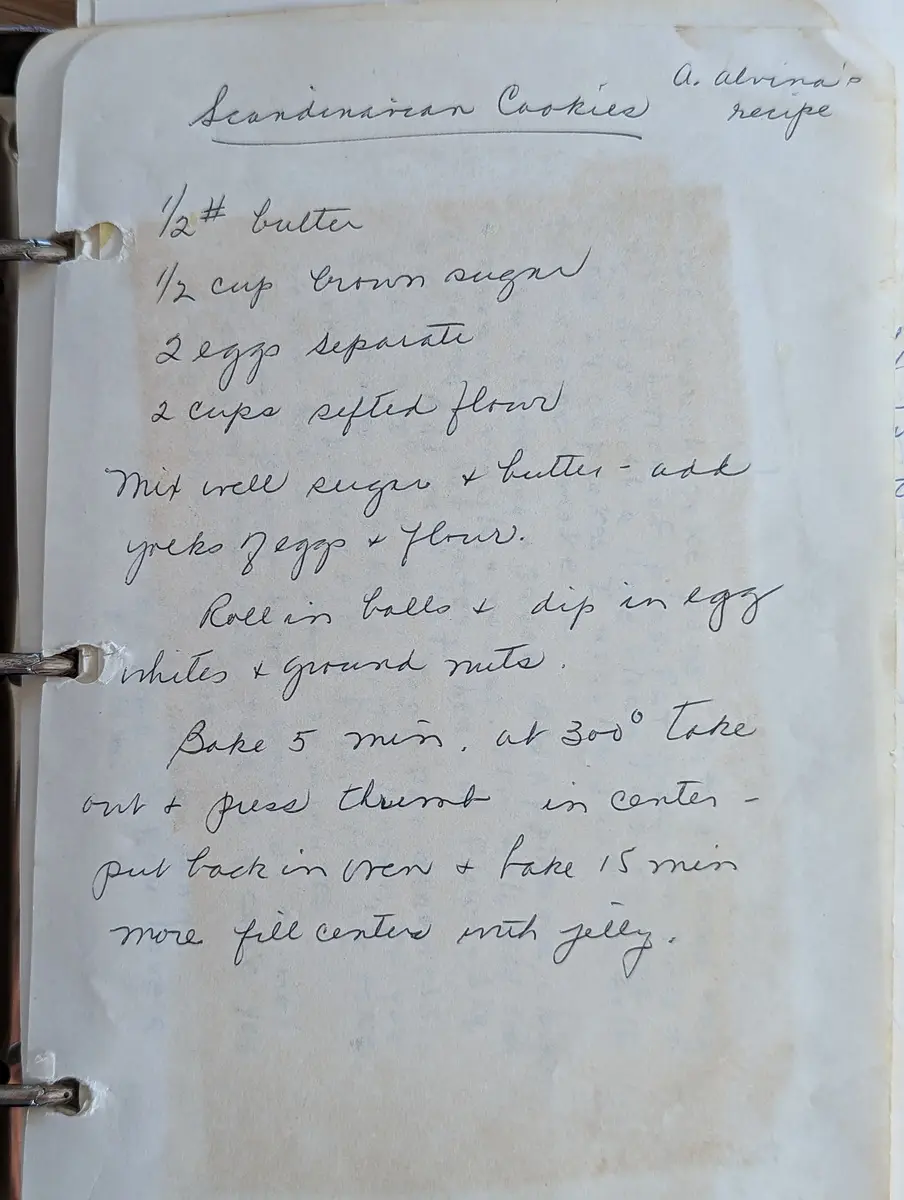 Scandinavian Cookies
A. Alvina's
recipe
1/2 # butter
1/2 cup brown sugar
2 eggs separate
2 cups sifted flour
Mix well sugar & butter - add
yolks of eggs & flour.
Roll in balls & dip in egg
whites & ground nuts.
Bake 5 min. at 300° Take
out & press thumb in center -
put back in oven & bake 15 min
more fill centers with jelly.